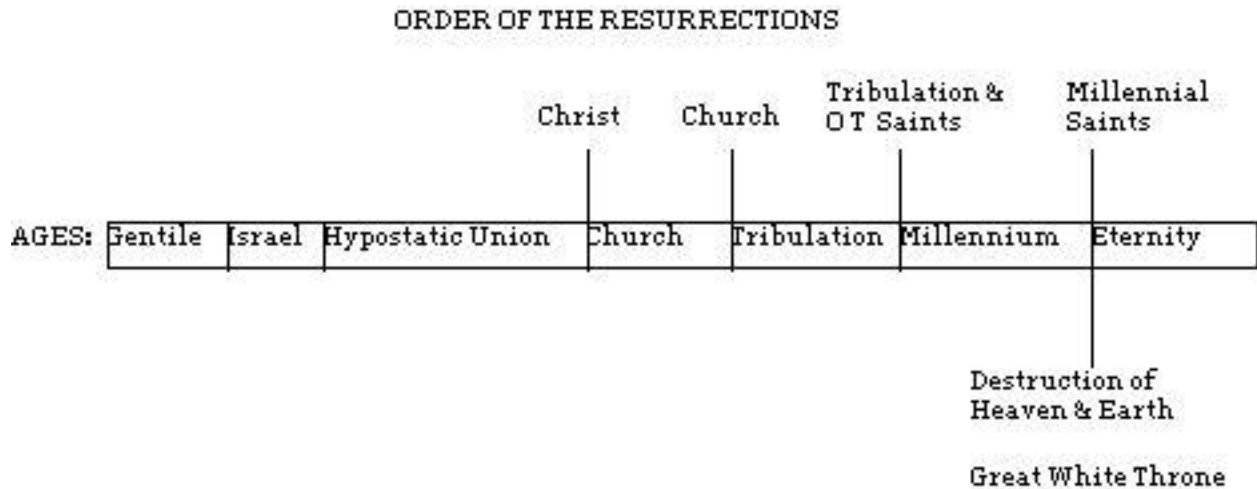 ORDER OF THE RESURRECTIONS
Christ
Church
Tribulation &
O T Saints
Millennial
Saints
AGES: Gentile Israel Hypostatic Union Church Tribulation Millennium Eternity
Destruction of
Heaven & Earth
Great White Throne